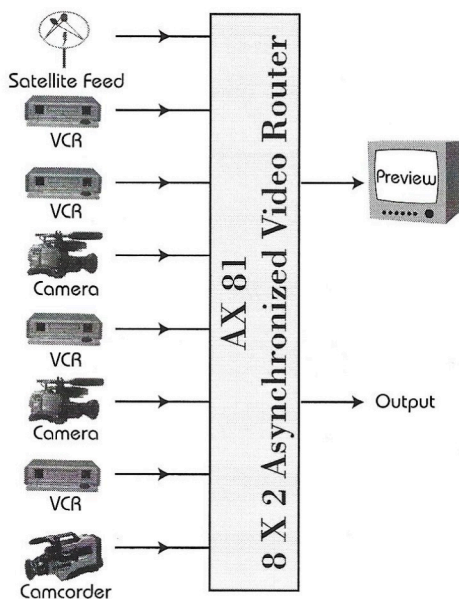 Satellite Feed
VCR
VCR
Camera
VCR
Camera
VCR
Camcorder
AX 81
8 X 2 Asynchronized Video Router
Preview
Output